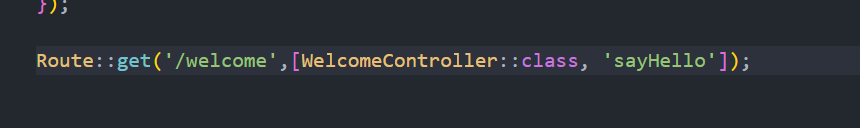 });
Route::get('/welcome',[WelcomeController::class, 'sayHello']);